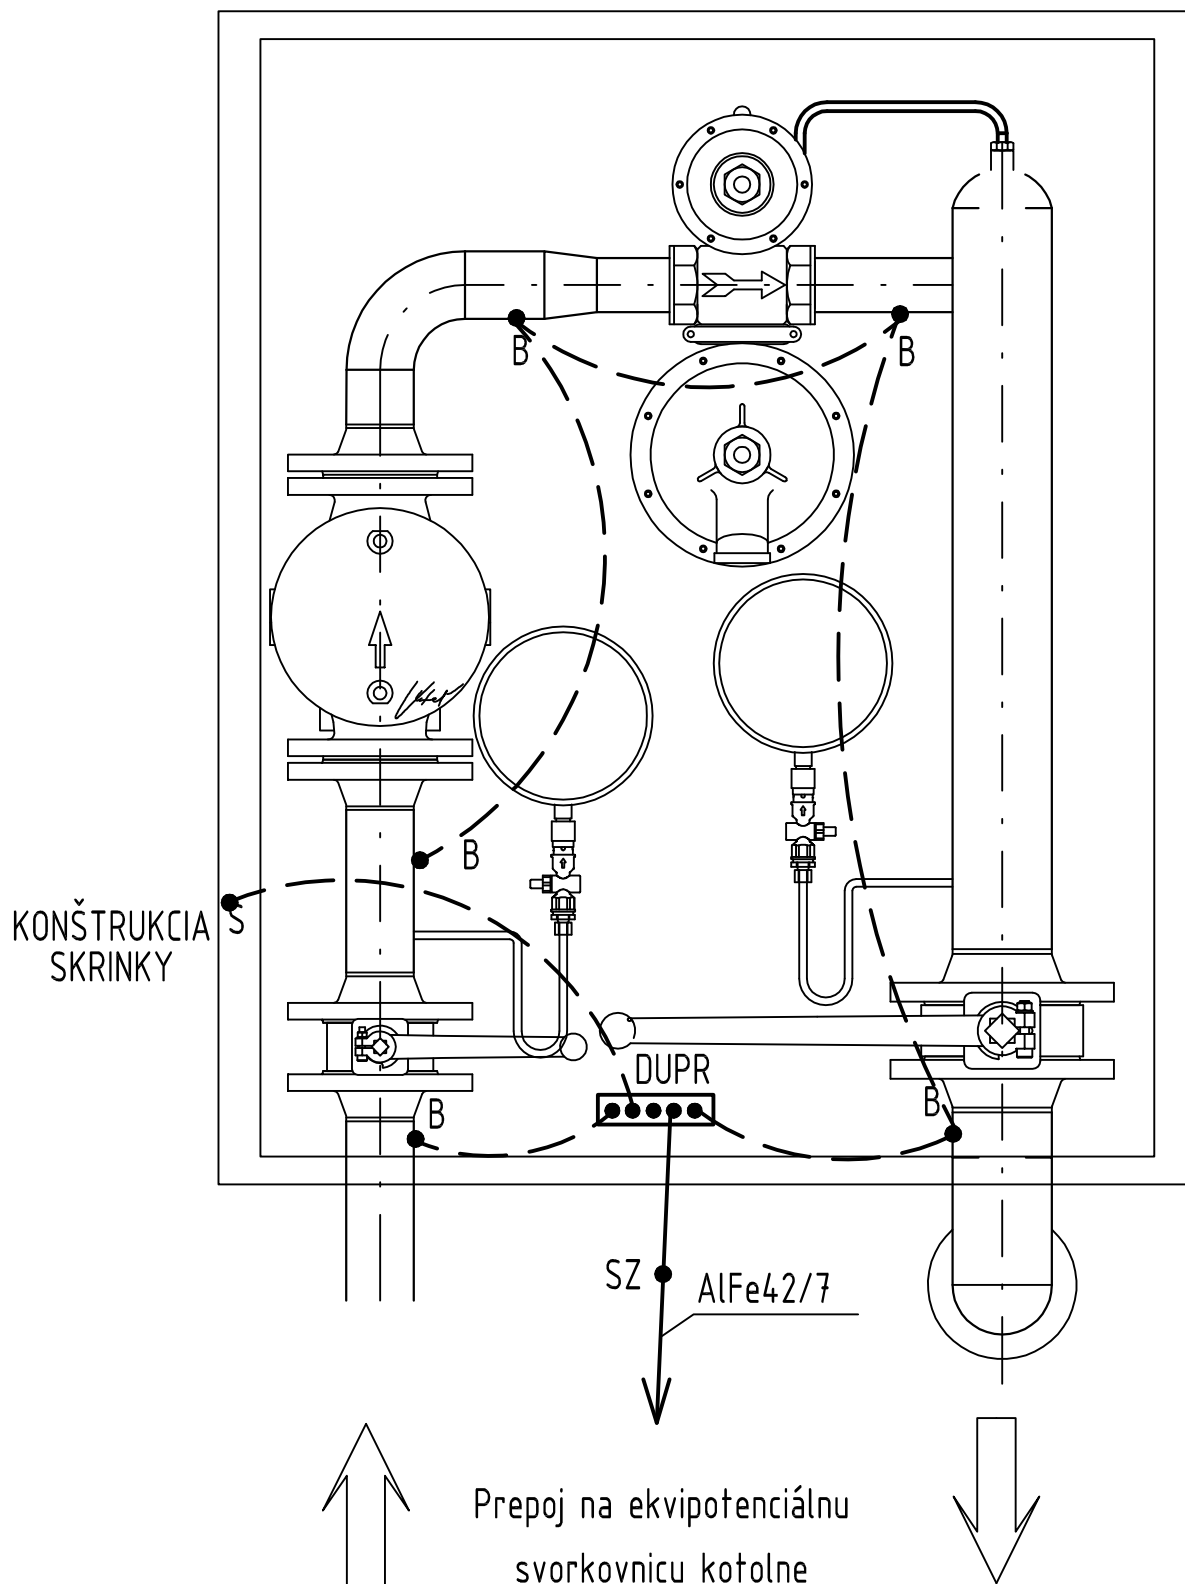 B
B
B
KONŠTRUKCIA S
SKRINKY
DUPR
B
B
SZ
AlFe42/7
Prepoj na ekvipotenciálnu
svorkovnicu kotolne